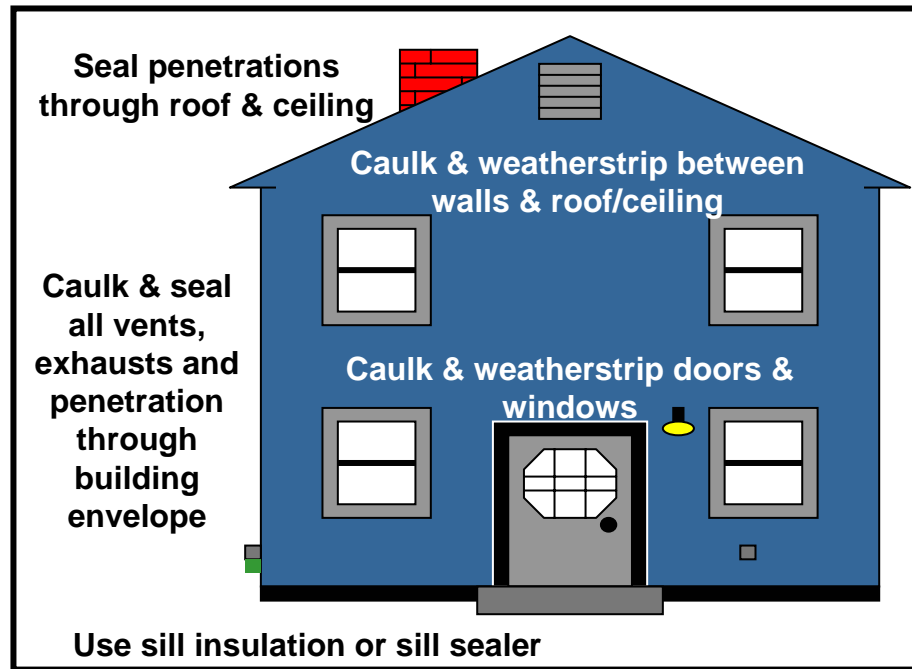 Seal penetrations
through roof & ceiling
Caulk & weatherstrip between
walls & roof/ceiling
Caulk & seal
all vents,
exhausts and
penetration
through
building
envelope
Caulk & weatherstrip doors &
windows
Use sill insulation or sill sealer